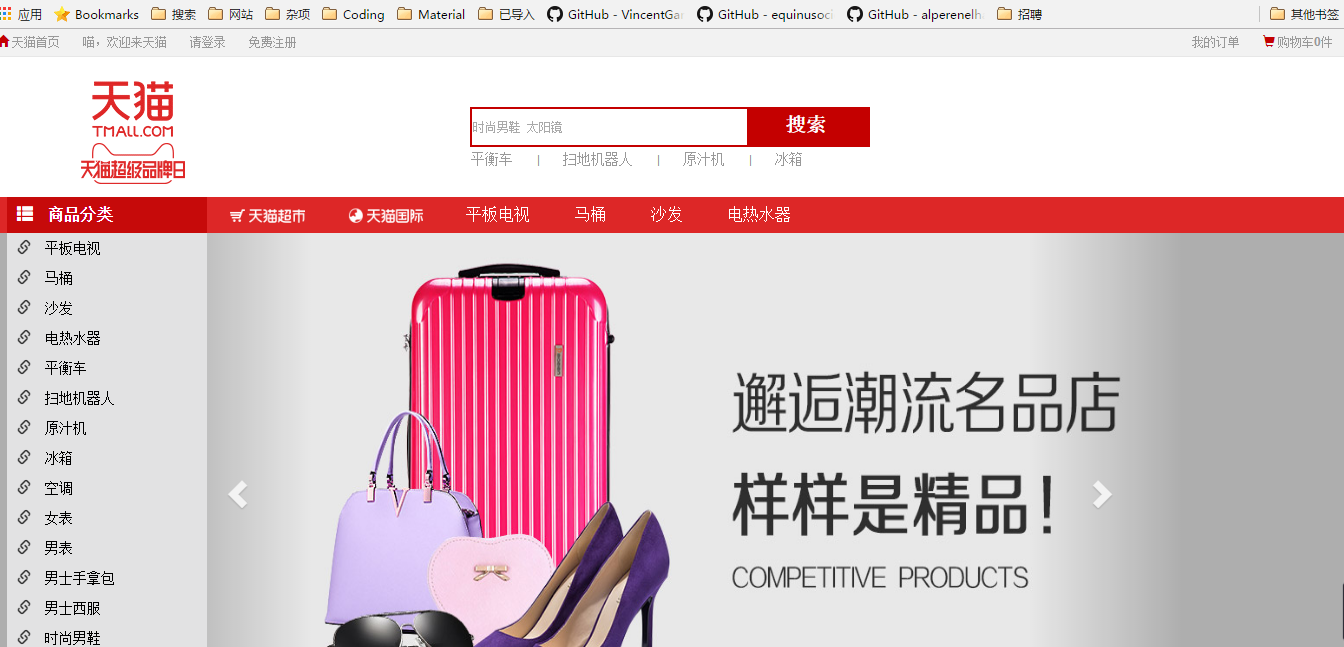 应用 Bookmarks 搜索 网站 杂项 Coding Material 已导入 GitHub - VincentGar GitHub - equinusoci GitHub - alperenelh 招聘 其他书签
天猫首页 喵，欢迎来天猫 请登录 免费注册 我的订单 购物车0件
天猫
TMALL.COM
天猫超级品牌日
时尚男鞋 太阳镜 搜索
平衡车 | 扫地机器人 | 原汁机 | 冰箱
商品分类 天猫超市 天猫国际 平板电视 马桶 沙发 电热水器
平板电视
马桶
沙发
电热水器
平衡车
扫地机器人
原汁机
冰箱
空调
女表
男表
男士手拿包
男士西服
时尚男鞋
邂逅潮流名品店
样样是精品！
COMPETITIVE PRODUCTS